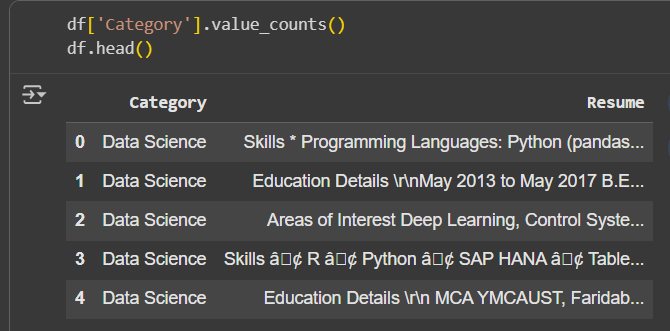 df['Category'].value_counts()
df.head()
Category Resume
0 Data Science Skills * Programming Languages: Python (pandas...
1 Data Science Education Details \r\nMay 2013 to May 2017 B.E...
2 Data Science Areas of Interest Deep Learning, Control Syste...
3 Data Science Skills â□¢ R â□¢ Python â□¢ SAP HANA â□¢ Table...
4 Data Science Education Details \r\n MCA YMCAUST, Faridab...